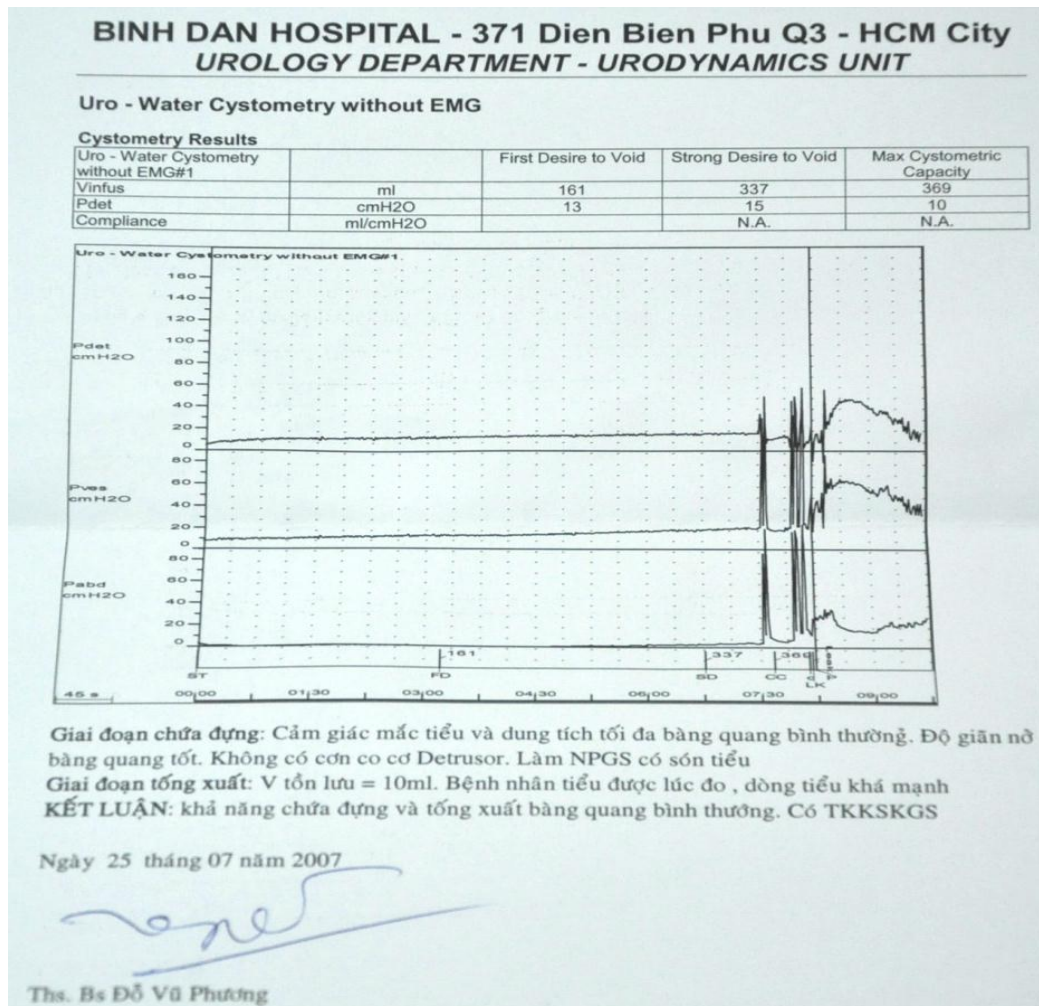 BINH DAN HOSPITAL - 371 Dien Bien Phu Q3 - HCM City
UROLOGY DEPARTMENT - URODYNAMICS UNIT
Uro - Water Cystometry without EMG
Cystometry Results
Uro - Water Cystometry without EMG#1 First Desire to Void Strong Desire to Void Max Cystometric Capacity
Vinfus ml 161 337 369
Pdet cmH2O 13 15 10
Compliance ml/cmH2O N.A. N.A.
Uro - Water Cystometry without EMG#1.
160
140
120
100
Pdet
cmH2O
80
60
40
20
0
80
60
Pves
cmH2O
40
20
0
80
60
Pabd
cmH2O
40
20
0
161 337 369
ST FD SD CC LK
45 s 00:00 01:30 03:00 04:30 06:00 07:30 09:00
Giai đoạn chứa đựng: Cảm giác mắc tiểu và dung tích tối đa bàng quang bình thường. Độ giãn nở
bàng quang tốt. Không có cơn co cơ Detrusor. Làm NPGS có són tiểu
Giai đoạn tống xuất: V tồn lưu = 10ml. Bệnh nhân tiểu được lúc đo , dòng tiểu khá mạnh
KẾT LUẬN: khả năng chứa đựng và tống xuất bàng quang bình thướng. Có TKKSKGS
Ngày 25 tháng 07 năm 2007
Ths. Bs Đỗ Vũ Phương